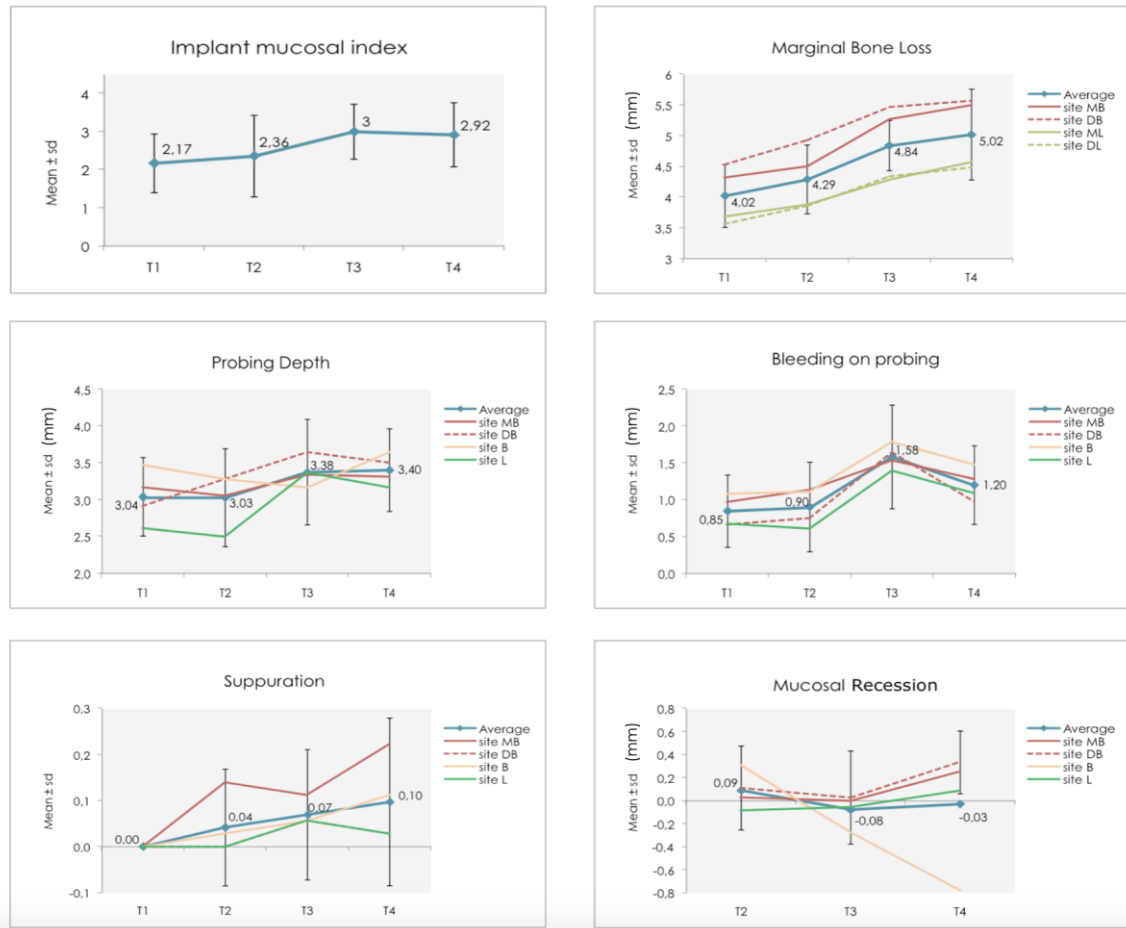 Implant mucosal index
Mean ± sd
4
3
2
1
0
2,17
2,36
3
2,92
T1 T2 T3 T4
Marginal Bone Loss
Mean ± sd (mm)
6
5,5
5
4,5
4
3,5
3
4,02
4,29
4,84
5,02
T1 T2 T3 T4
Average
site MB
site DB
site ML
site DL
Probing Depth
Mean ± sd (mm)
4,5
4,0
3,5
3,0
2,5
2,0
3,04
3,03
3,38
3,40
T1 T2 T3 T4
Average
site MB
site DB
site B
site L
Bleeding on probing
Mean ± sd (mm)
2,5
2,0
1,5
1,0
0,5
0,0
0,85
0,90
1,58
1,20
T1 T2 T3 T4
Average
site MB
site DB
site B
site L
Suppuration
Mean ± sd
0,3
0,2
0,1
0,0
-0,1
0,00
0,04
0,07
0,10
T1 T2 T3 T4
Average
site MB
site DB
site B
site L
Mucosal Recession
Mean ± sd (mm)
0,8
0,6
0,4
0,2
0,0
-0,2
-0,4
-0,6
-0,8
0,09
-0,08
-0,03
T2 T3 T4
Average
site MB
site DB
site B
site L